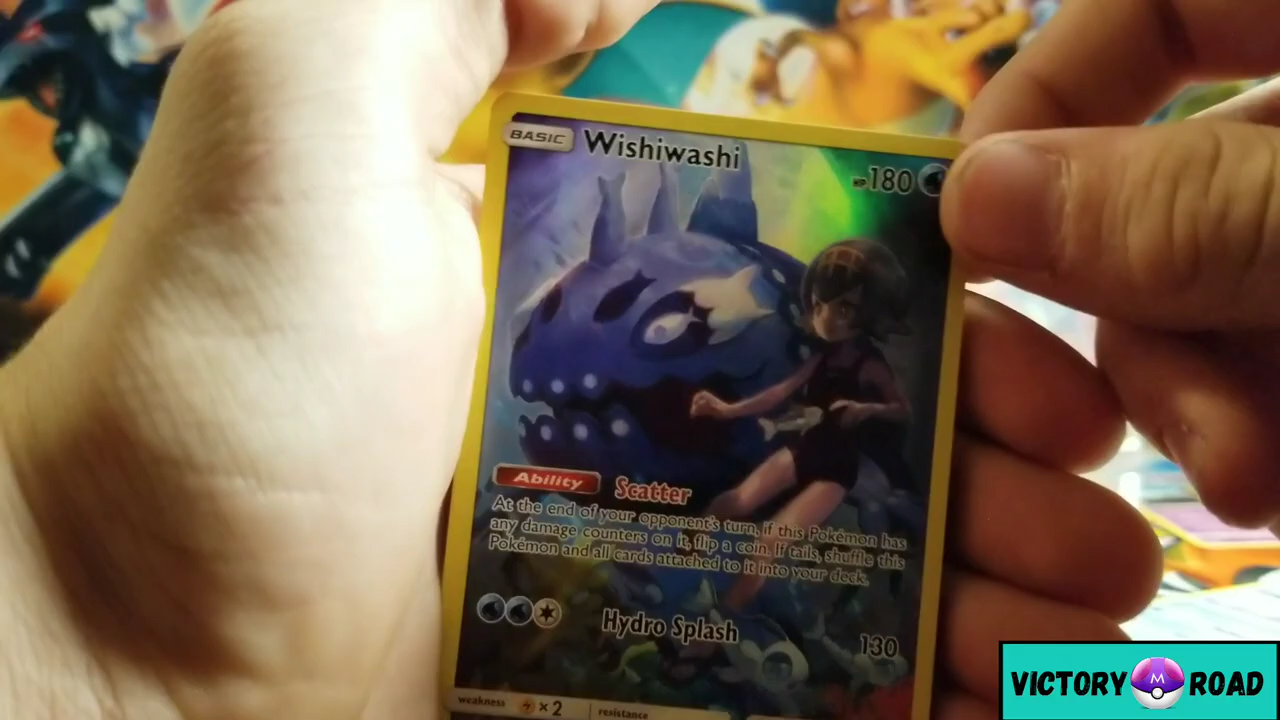 BASIC Wishiwashi HP 180
Ability Scatter
At the end of your opponent's turn, if this Pokémon has
any damage counters on it, flip a coin. If tails, shuffle this
Pokémon and all cards attached to it into your deck.
Hydro Splash 130
weakness ×2 resistance
VICTORY M ROAD